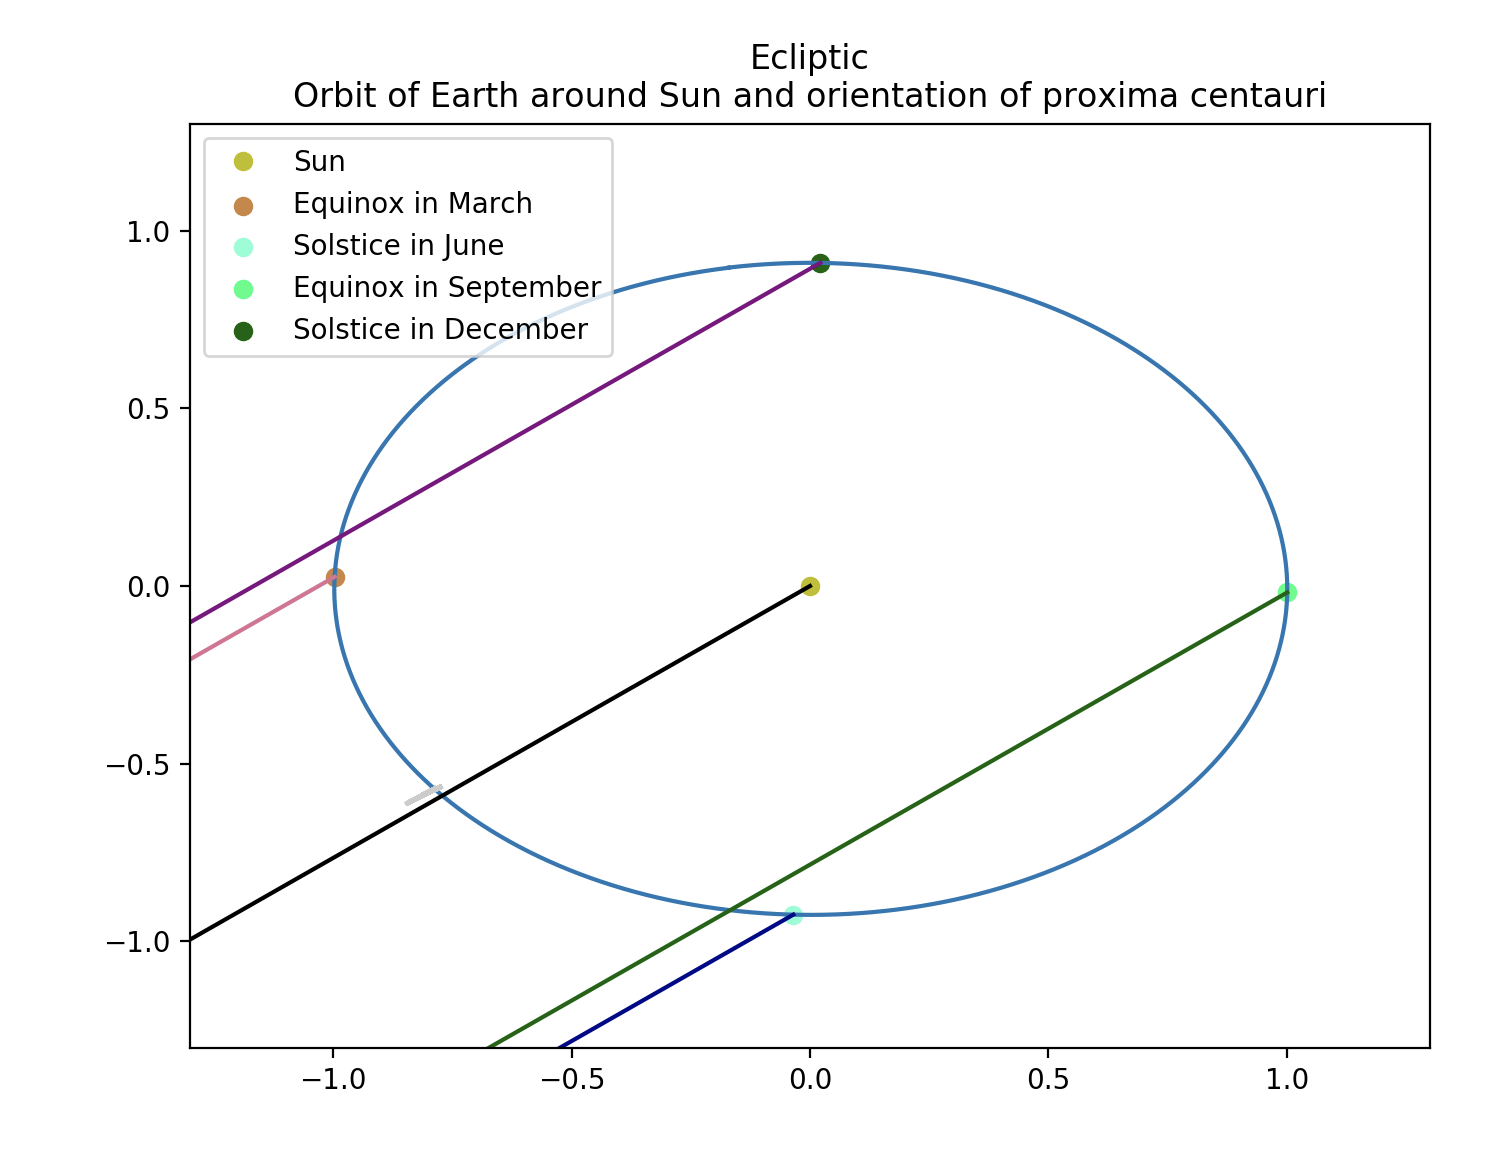 Ecliptic
Orbit of Earth around Sun and orientation of proxima centauri
Sun
Equinox in March
Solstice in June
Equinox in September
Solstice in December
1.0
0.5
0.0
−0.5
−1.0
−1.0 −0.5 0.0 0.5 1.0